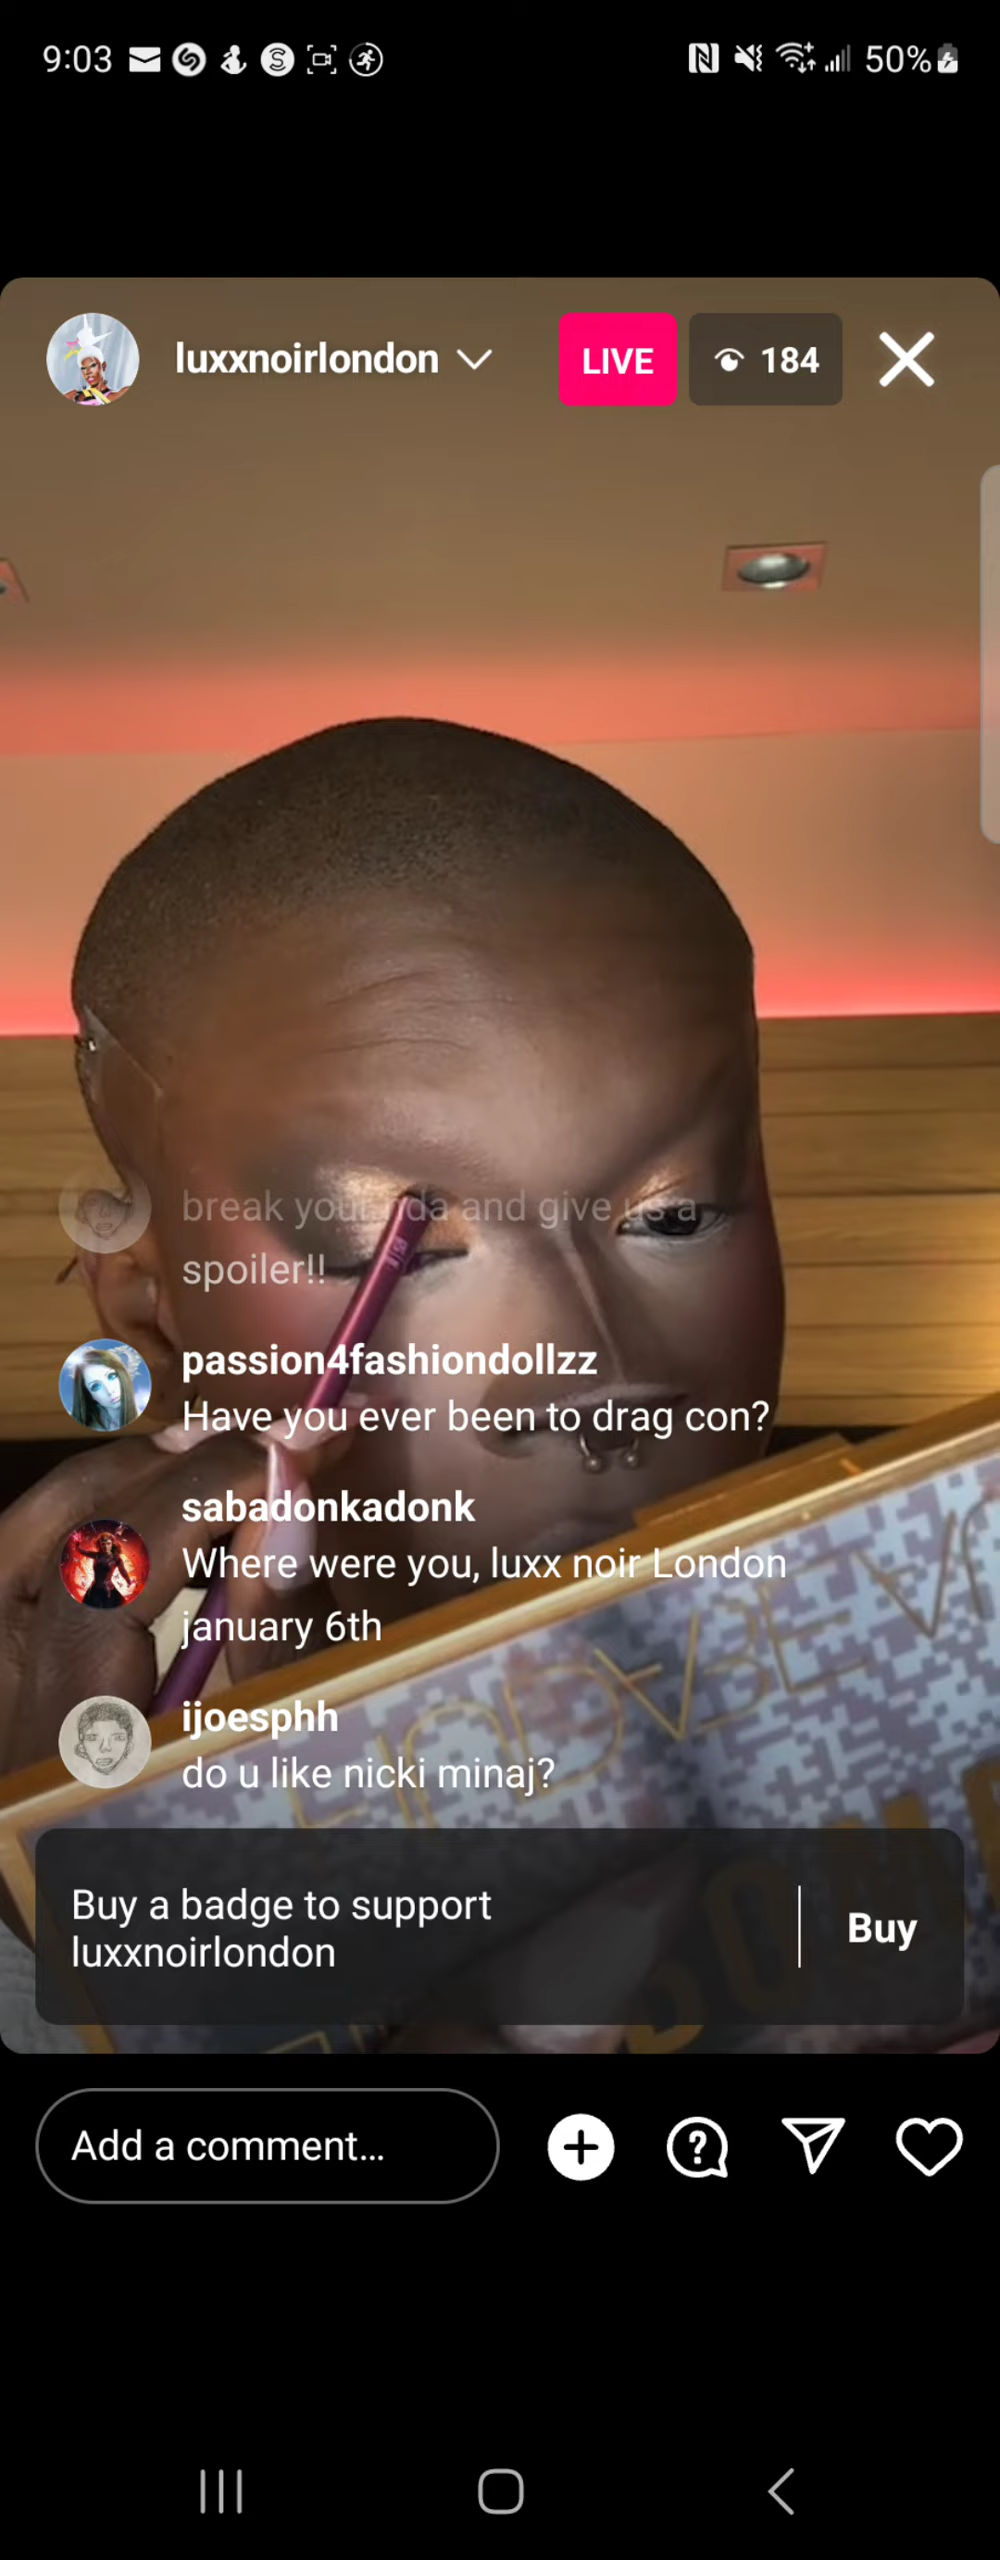 9:03
50%
luxxnoirlondon
LIVE
184
break your nda and give us a
spoiler!!
passion4fashiondollzz
Have you ever been to drag con?
sabadonkadonk
Where were you, luxx noir London
january 6th
ijoesphh
do u like nicki minaj?
Buy a badge to support
luxxnoirlondon
Buy
Add a comment...